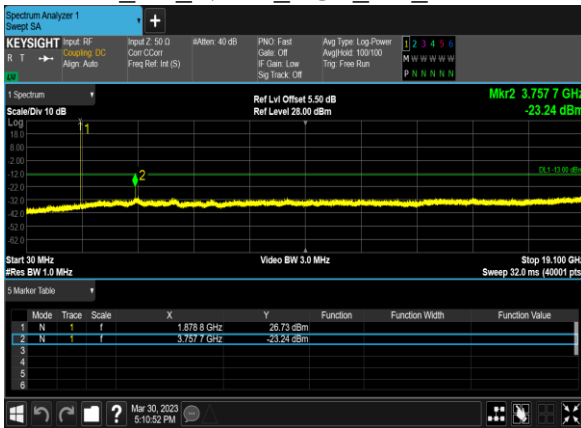 Spectrum Analyzer 1
Swept SA
KEYSIGHT
R T
LV
Input: RF
Coupling: DC
Align: Auto
Input Z: 50 Ω
Corr CCorr
Freq Ref: Int (S)
#Atten: 40 dB
PNO: Fast
Gate: Off
IF Gain: Low
Sig Track: Off
Avg Type: Log-Power
Avg|Hold: 100/100
Trig: Free Run
1 2 3 4 5 6
M W W W W W
P N N N N N
1 Spectrum
Scale/Div 10 dB
Log
Ref Lvl Offset 5.50 dB
Ref Level 28.00 dBm
Mkr2 3.757 7 GHz
-23.24 dBm
18.0
8.00
-2.00
-12.0
-22.0
-32.0
-42.0
-52.0
-62.0
1
2
DL1 -13.00 dBm
Start 30 MHz
#Res BW 1.0 MHz
Video BW 3.0 MHz
Stop 19.100 GHz
Sweep 32.0 ms (40001 pts
5 Marker Table
Mode Trace Scale X Y Function Function Width Function Value
1 N 1 f 1.878 8 GHz 26.73 dBm
2 N 1 f 3.757 7 GHz -23.24 dBm
3
4
5
6
?
Mar 30, 2023
5:10:52 PM